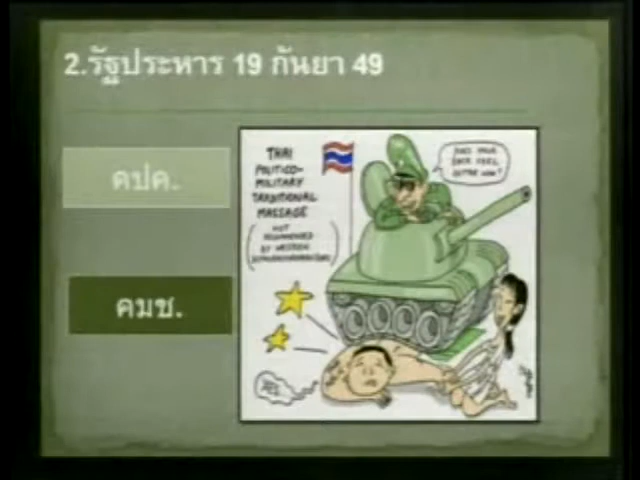 2.รัฐประหาร 19 กันยา 49
คปค.
คมช.
THAI
POLITICO-
MILITARY
TRADITIONAL
MASSAGE
(NOT
RECOMMENDED
BY WESTERN
DOES YOUR
BACK FEEL
BETTER NOW?